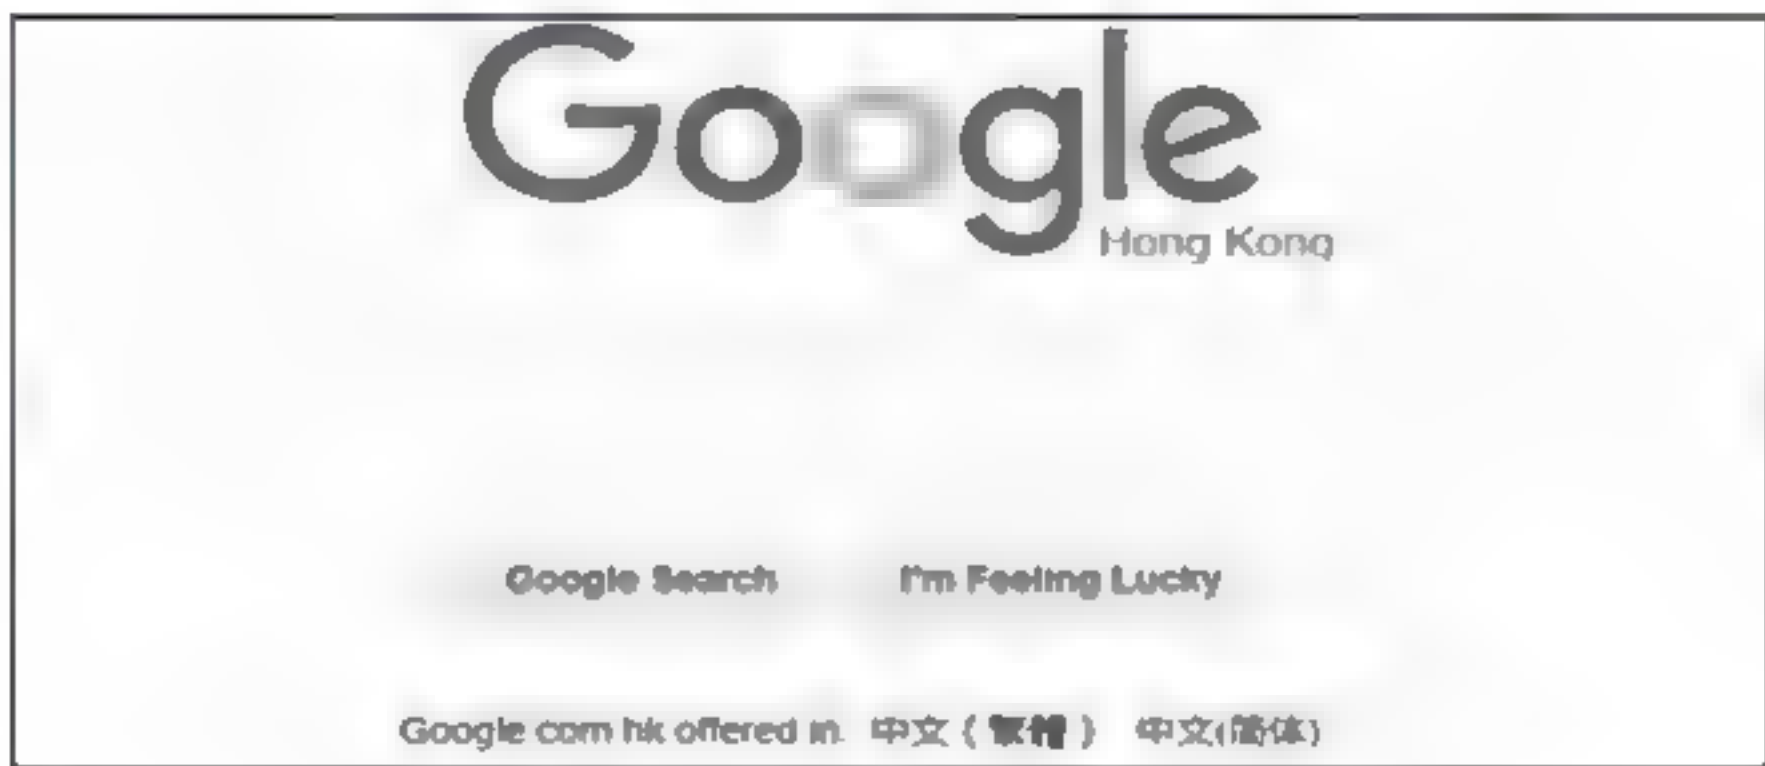 Google
Hong Kong
Google Search I'm Feeling Lucky
Google com hk offered in 中文 ( 繁體 ) 中文(简体)